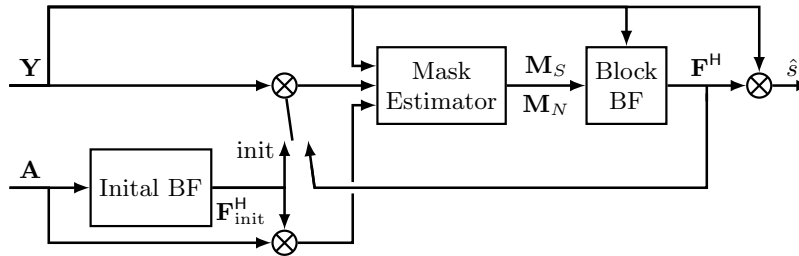 Y
Mask
Estimator
M_S
M_N
Block
BF
F^H
ŝ
init
A
Inital BF
F^H_init